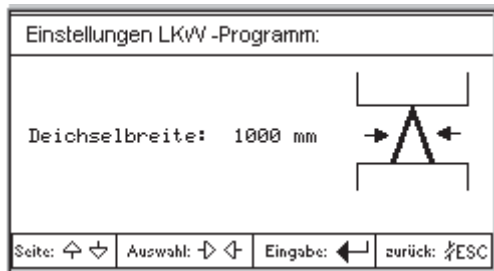 Einstellungen LKW-Programm:
Deichselbreite: 1000 mm
Seite: Auswahl: Eingabe: zurück: ESC